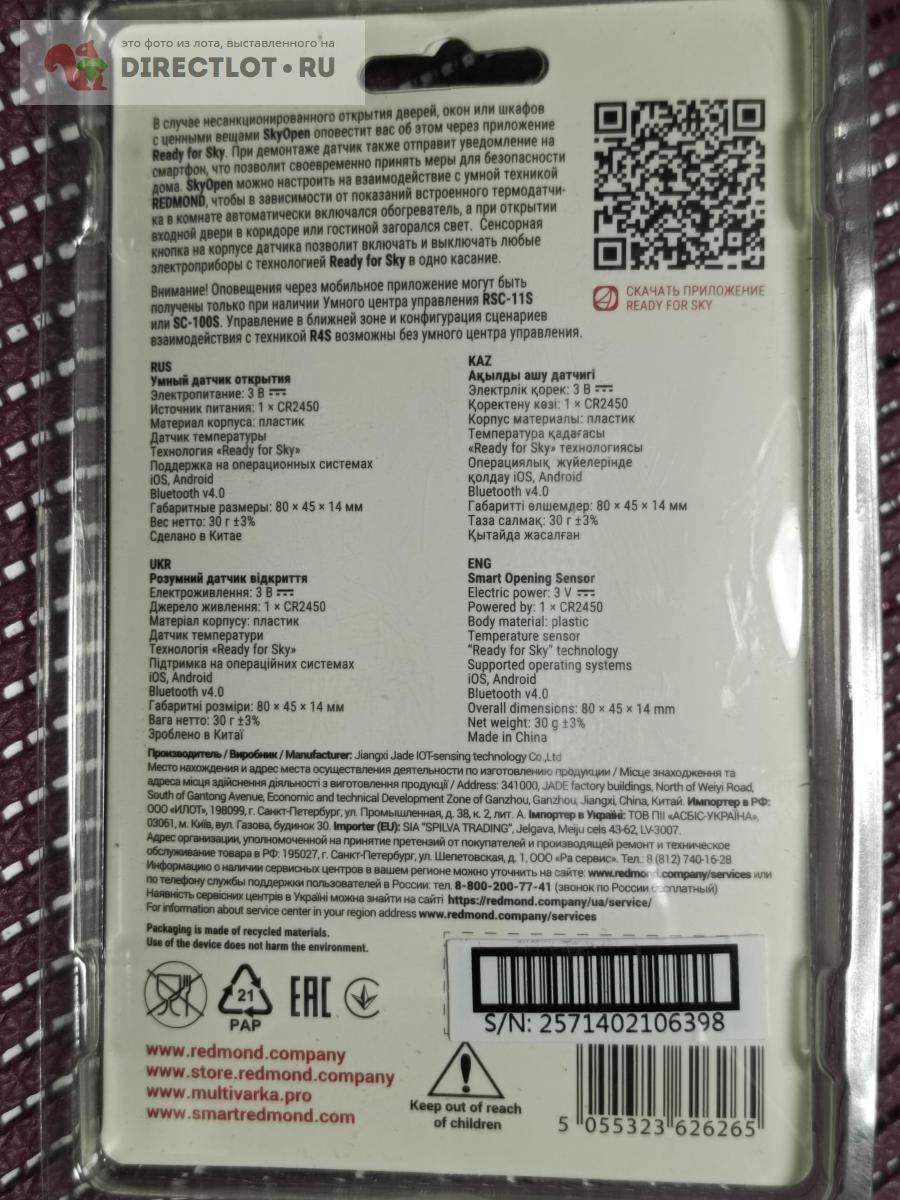 это фото из лота, выставленного на
DIRECTLOT•RU
В случае несанкционированного открытия дверей, окон или шкафов
с ценными вещами SkyOpen оповестит вас об этом через приложение
Ready for Sky. При демонтаже датчик также отправит уведомление на
смартфон, что позволит своевременно принять меры для безопасности
дома. SkyOpen можно настроить на взаимодействие с умной техникой
REDMOND, чтобы в зависимости от показаний встроенного термодатчи-
ка в комнате автоматически включался обогреватель, а при открытии
входной двери в коридоре или гостиной загорался свет. Сенсорная
кнопка на корпусе датчика позволит включать и выключать любые
электроприборы с технологией Ready for Sky в одно касание.
СКАЧАТЬ ПРИЛОЖЕНИЕ
READY FOR SKY
Внимание! Оповещения через мобильное приложение могут быть
получены только при наличии Умного центра управления RSC-11S
или SC-100S. Управление в ближней зоне и конфигурация сценариев
взаимодействия с техникой R4S возможны без умного центра управления.
RUS
Умный датчик открытия
Электропитание: 3 В
Источник питания: 1 × CR2450
Материал корпуса: пластик
Датчик температуры
Технология «Ready for Sky»
Поддержка на операционных системах
iOS, Android
Bluetooth v4.0
Габаритные размеры: 80 × 45 × 14 мм
Вес нетто: 30 г ±3%
Сделано в Китае
KAZ
Ақылды ашу датчигі
Электрлік қорек: 3 В
Қоректену көзі: 1 × CR2450
Корпус материалы: пластик
Температура қадағасы
«Ready for Sky» технологиясы
Операциялық жүйелерінде
қолдау iOS, Android
Bluetooth v4.0
Габаритті өлшемдер: 80 × 45 × 14 мм
Таза салмақ: 30 г ±3%
Қытайда жасалған
UKR
Розумний датчик відкриття
Електроживлення: 3 В
Джерело живлення: 1 × CR2450
Матеріал корпусу: пластик
Датчик температури
Технологія «Ready for Sky»
Підтримка на операційних системах
iOS, Android
Bluetooth v4.0
Габаритні розміри: 80 × 45 × 14 мм
Вага нетто: 30 г ±3%
Зроблено в Китаї
ENG
Smart Opening Sensor
Electric power: 3 V
Powered by: 1 × CR2450
Body material: plastic
Temperature sensor
"Ready for Sky" technology
Supported operating systems
iOS, Android
Bluetooth v4.0
Overall dimensions: 80 × 45 × 14 mm
Net weight: 30 g ±3%
Made in China
Производитель / Виробник / Manufacturer: Jiangxi Jade IOT-sensing technology Co.,Ltd
Место нахождения и адрес места осуществления деятельности по изготовлению продукции / Місце знаходження та
адреса місця здійснення діяльності з виготовлення продукції / Address: 341000, JADE factory buildings, North of Weiyi Road,
South of Gantong Avenue, Economic and technical Development Zone of Ganzhou, Ganzhou, Jiangxi, China, Китай. Импортер в РФ:
ООО «ИЛОТ», 198099, г. Санкт-Петербург, ул. Промышленная, д. 38, к. 2, лит. А. Імпортер в Україні: ТОВ ПІІ «АСБІС-УКРАЇНА»,
03061, м. Київ, вул. Газова, будинок 30. Importer (EU): SIA "SPILVA TRADING", Jelgava, Meiju cels 43-62, LV-3007.
Адрес организации, уполномоченной на принятие претензий от покупателей и производящей ремонт и техническое
обслуживание товара в РФ: 195027, г. Санкт-Петербург, ул. Шепетовская, д. 1, ООО «Ра сервис». Тел.: 8 (812) 740-16-28
Информацию о наличии сервисных центров в вашем регионе можно уточнить на сайте: www.redmond.company/services или
по телефону службы поддержки пользователей в России: тел. 8-800-200-77-41 (звонок по России бесплатный)
Наявність сервісних центрів в Україні можна знайти на сайті https://redmond.company/ua/service/
For information about service center in your region address www.redmond.company/services
Packaging is made of recycled materials.
Use of the device does not harm the environment.
21
PAP
EAC
S/N: 2571402106398
www.redmond.company
www.store.redmond.company
www.multivarka.pro
www.smartredmond.com
Keep out of reach
of children
5 055323 626265